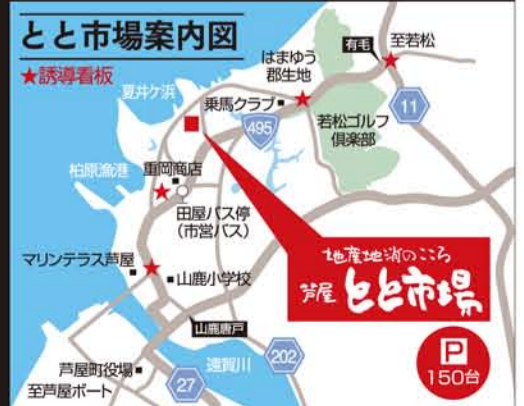 とと市場案内図
★誘導看板
有毛
至若松
はまゆう
郡生地
夏井ケ浜
乗馬クラブ
11
495
若松ゴルフ
倶楽部
柏原漁港
重岡商店
田屋バス停
(市営バス)
地産地消のこころ
芦屋 とと市場
マリンテラス芦屋
山鹿小学校
山鹿唐戸
P
150台
芦屋町役場
遠賀川
202
至芦屋ボート
27